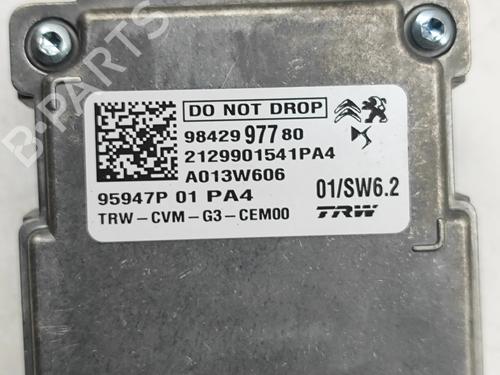 DO NOT DROP
98429 977 80
2129901541PA4
A013W606
95947P 01 PA4
01/SW6.2
TRW-CVM-G3-CEM00
TRW
B-PARTS